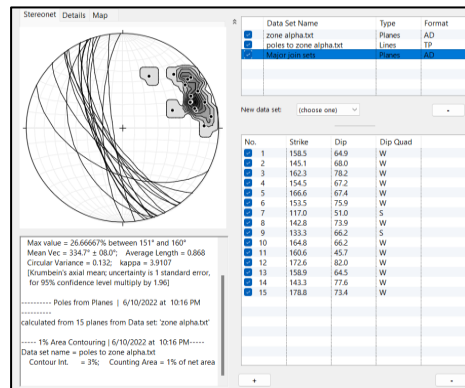 Stereonet Details Map
Max value = 26.66667% between 151° and 160°
Mean Vec = 334.7° ± 08.0°; Average Length = 0.868
Circular Variance = 0.132; kappa = 3.9107
[Krumbein's axial mean; uncertainty is 1 standard error,
for 95% confidence level multiply by 1.96]
---------- Poles from Planes | 6/10/2022 at 10:16 PM
----------
calculated from 15 planes from Data set: 'zone alpha.txt'
----- 1% Area Contouring | 6/10/2022 at 10:16 PM-----
Data set name = poles to zone alpha.txt
Contour Int. = 3%; Counting Area = 1% of net area
Data Set Name Type Format
zone alpha.txt Planes AD
poles to zone alpha.txt Lines TP
Major join sets Planes AD
New data set: (choose one) -
No. Strike Dip Dip Quad
1 158.5 64.9 W
2 145.1 68.0 W
3 162.3 78.2 W
4 154.5 67.2 W
5 166.6 67.4 W
6 153.5 75.9 W
7 117.0 51.0 S
8 142.8 73.9 W
9 133.3 66.2 S
10 164.8 66.2 W
11 160.6 45.7 W
12 172.6 82.0 W
13 158.9 64.5 W
14 143.3 77.6 W
15 178.8 73.4 W
+ -